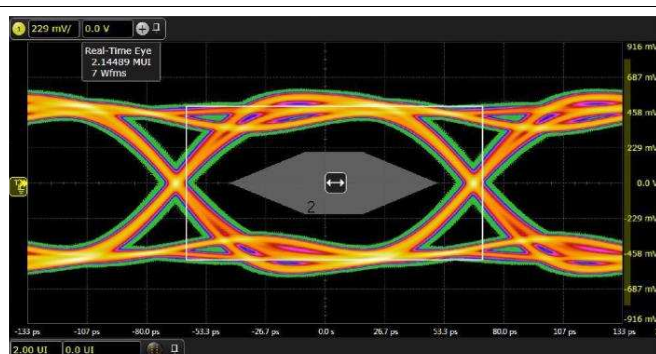 1 229 mV/ 0.0 V
Real-Time Eye
2.14489 MUI
7 Wfms
916 mV
687 mV
458 mV
229 mV
0.0 V
-229 mV
-458 mV
-687 mV
-916 mV
2
-133 ps -107 ps -80.0 ps -53.3 ps -26.7 ps 0.0 s 26.7 ps 53.3 ps 80.0 ps 107 ps 133 ps
2.00 UI 0.0 UI